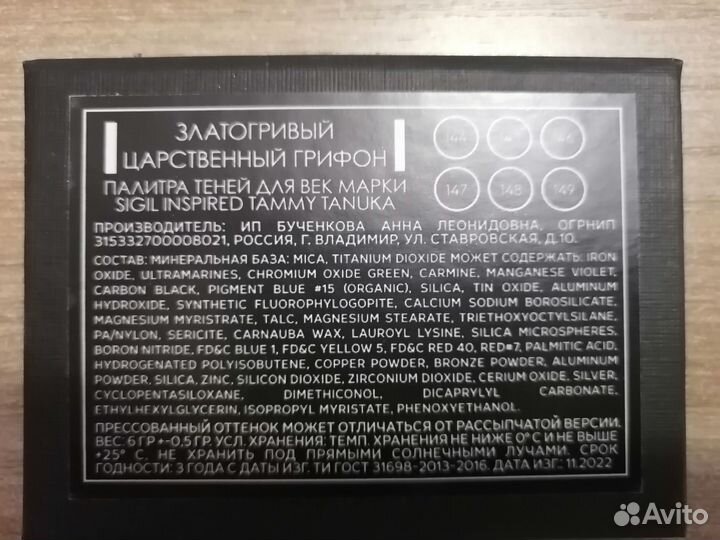 ЗЛАТОГРИВЫЙ
ЦАРСТВЕННЫЙ ГРИФОН
ПАЛИТРА ТЕНЕЙ ДЛЯ ВЕК МАРКИ
SIGIL INSPIRED TAMMY TANUKA
144 146
147 148 149
ПРОИЗВОДИТЕЛЬ: ИП БУЧЕНКОВА АННА ЛЕОНИДОВНА, ОГРНИП
315332700008021, РОССИЯ, Г. ВЛАДИМИР, УЛ. СТАВРОВСКАЯ, Д.10.
СОСТАВ: МИНЕРАЛЬНАЯ БАЗА: MICA, TITANIUM DIOXIDE МОЖЕТ СОДЕРЖАТЬ: IRON
OXIDE, ULTRAMARINES, CHROMIUM OXIDE GREEN, CARMINE, MANGANESE VIOLET,
CARBON BLACK, PIGMENT BLUE #15 (ORGANIC), SILICA, TIN OXIDE, ALUMINUM
HYDROXIDE, SYNTHETIC FLUOROPHYLOGOPITE, CALCIUM SODIUM BOROSILICATE,
MAGNESIUM MYRISTRATE, TALC, MAGNESIUM STEARATE, TRIETHOXYOCTYLSILANE,
PA/NYLON, SERICITE, CARNAUBA WAX, LAUROYL LYSINE, SILICA MICROSPHERES,
BORON NITRIDE, FD&C BLUE 1, FD&C YELLOW 5, FD&C RED 40, RED#7, PALMITIC ACID,
HYDROGENATED POLYISOBUTENE, COPPER POWDER, BRONZE POWDER, ALUMINUM
POWDER, SILICA, ZINC, SILICON DIOXIDE, ZIRCONIUM DIOXIDE, CERIUM OXIDE, SILVER,
CYCLOPENTASILOXANE, DIMETHICONOL, DICAPRYLYL CARBONATE,
ETHYLHEXYLGLYCERIN, ISOPROPYL MYRISTATE, PHENOXYETHANOL.
ПРЕССОВАННЫЙ ОТТЕНОК МОЖЕТ ОТЛИЧАТЬСЯ ОТ РАССЫПЧАТОЙ ВЕРСИИ.
ВЕС: 6 ГР +-0,5ГР. УСЛ. ХРАНЕНИЯ: ТЕМП. ХРАНЕНИЯ НЕ НИЖЕ 0° С И НЕ ВЫШЕ
+25° С. НЕ ХРАНИТЬ ПОД ПРЯМЫМИ СОЛНЕЧНЫМИ ЛУЧАМИ. СРОК
ГОДНОСТИ: 3 ГОДА С ДАТЫ ИЗГ. ТИ ГОСТ 31698-2013-2016. ДАТА ИЗГ.: 11.2022
Avito